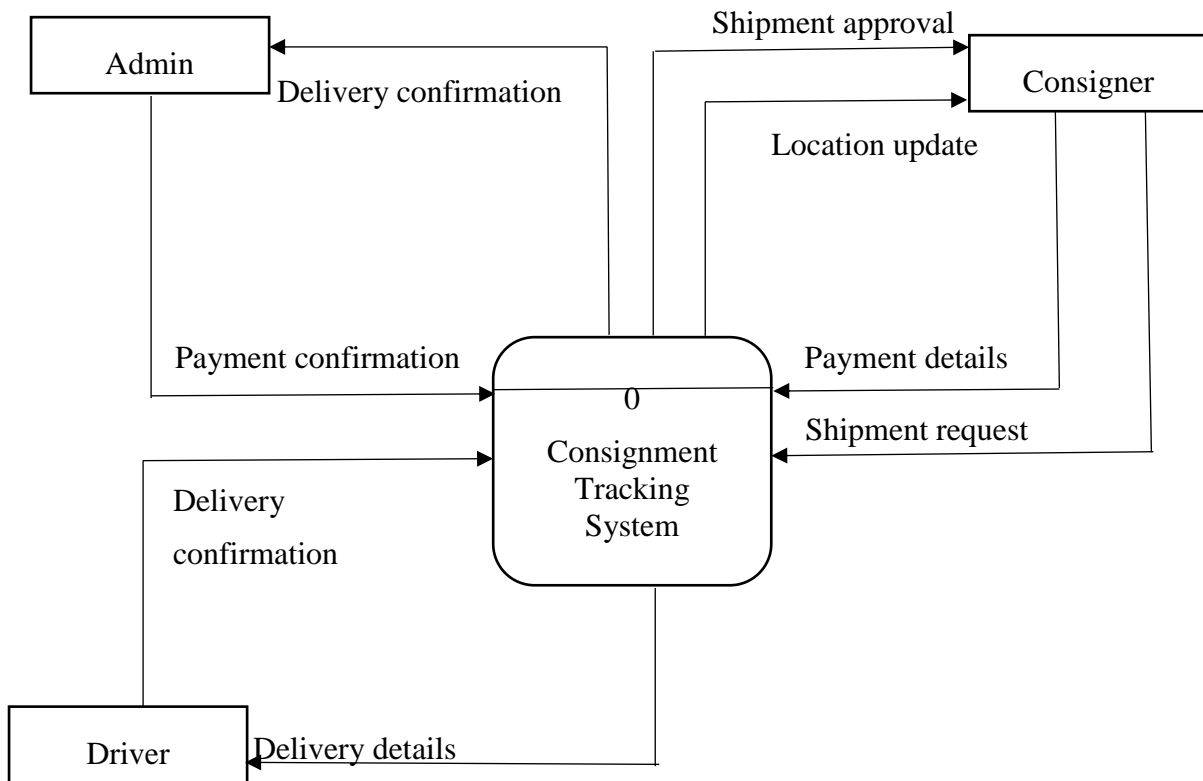 Shipment approval
Admin
Consigner
Delivery confirmation
Location update
Payment confirmation
Payment details
0
Shipment request
Consignment
Tracking
System
Delivery
confirmation
Driver
Delivery details